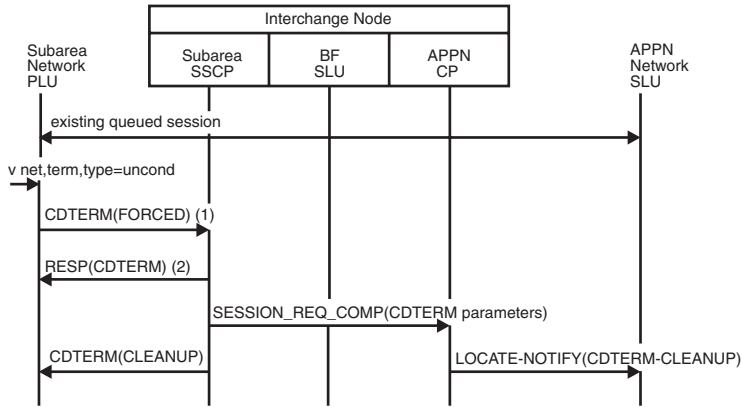 Interchange Node
Subarea
Network
PLU
Subarea
SSCP
BF
SLU
APPN
CP
APPN
Network
SLU
existing queued session
v net,term,type=uncond
CDTERM(FORCED) (1)
RESP(CDTERM) (2)
SESSION_REQ_COMP(CDTERM parameters)
CDTERM(CLEANUP)
LOCATE-NOTIFY(CDTERM-CLEANUP)